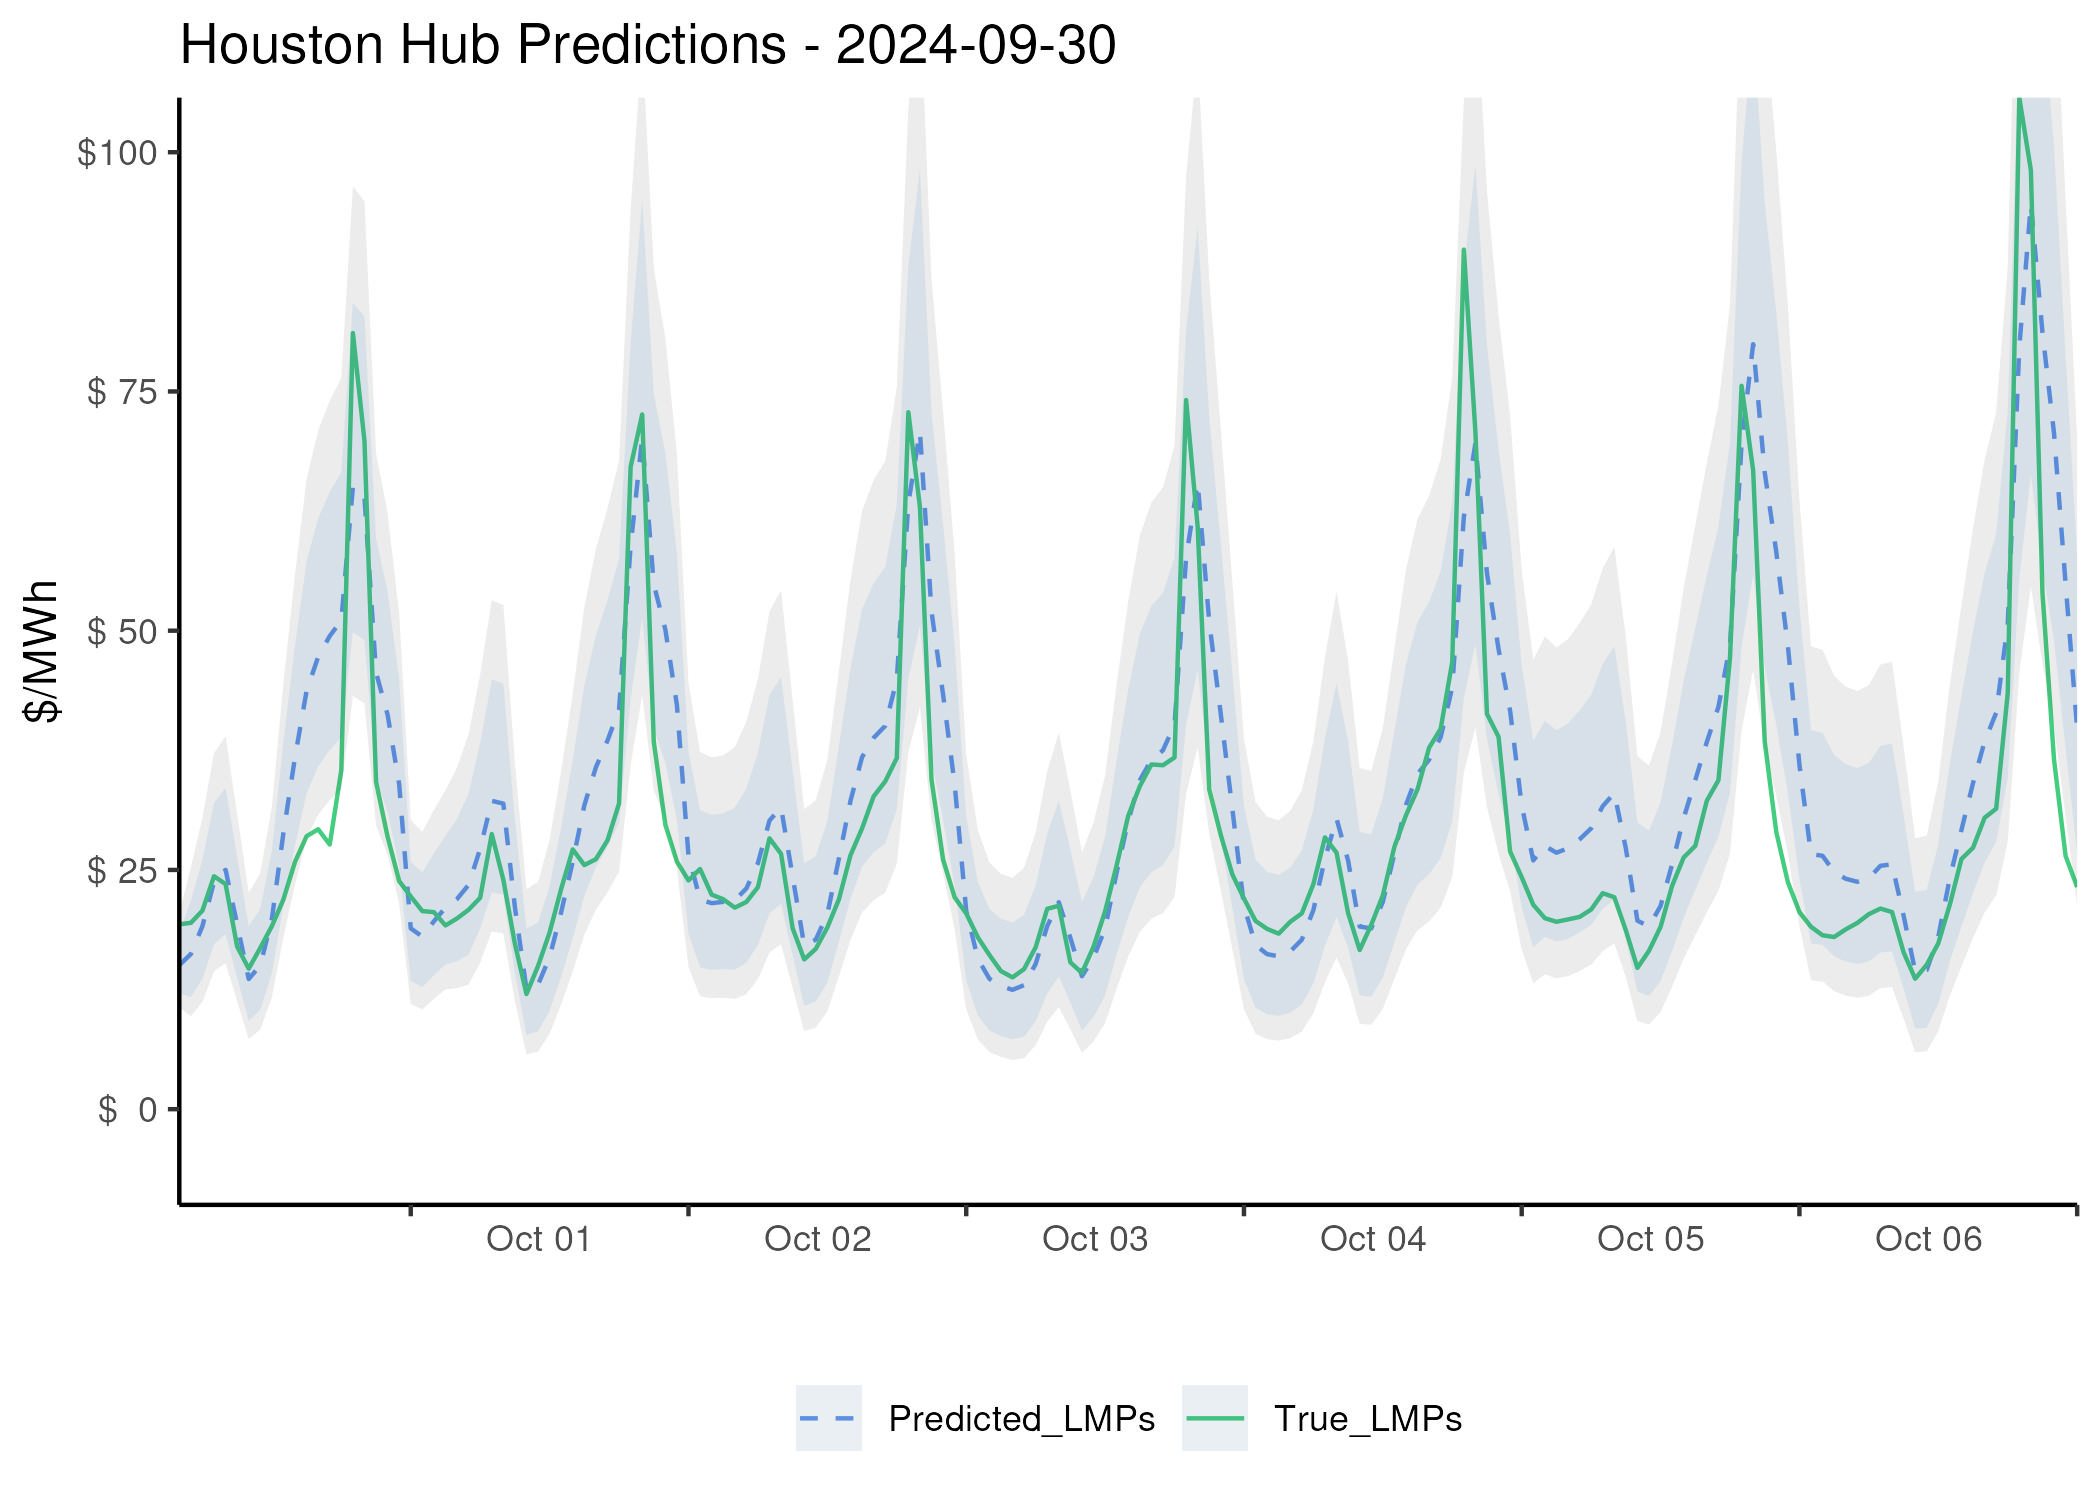 Houston Hub Predictions - 2024-09-30
$/MWh
$100
$ 75
$ 50
$ 25
$  0
Oct 01 Oct 02 Oct 03 Oct 04 Oct 05 Oct 06
Predicted_LMPs True_LMPs